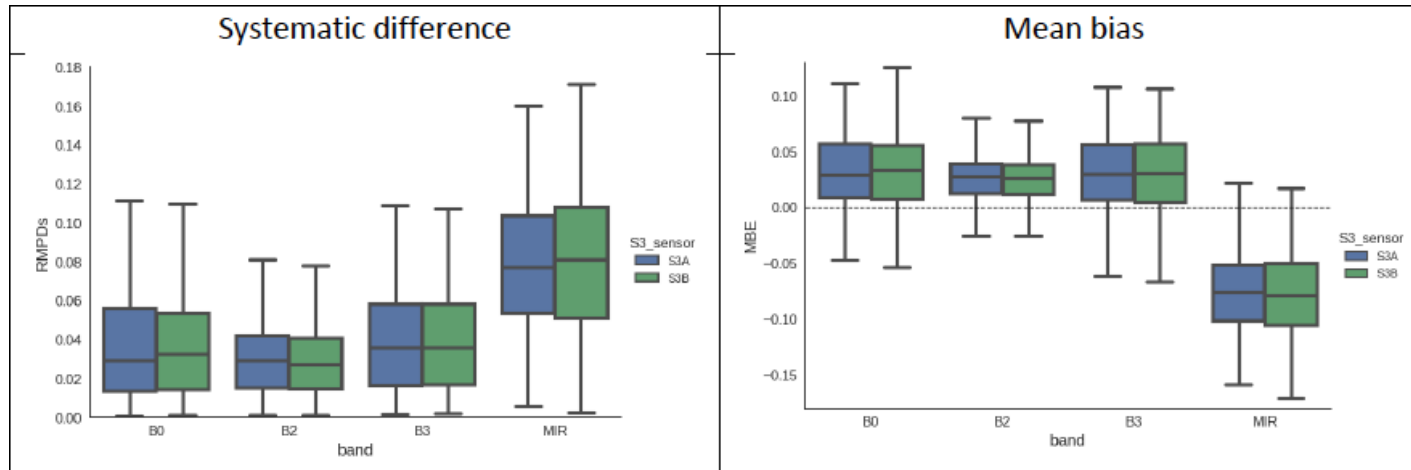 Systematic difference
0.18
0.16
0.14
0.12
0.10
0.08
0.06
0.04
0.02
0.00
RMPDs
B0 B2 B3 MIR
band
S3_sensor
S3A
S3B
Mean bias
0.10
0.05
0.00
−0.05
−0.10
−0.15
MBE
B0 B2 B3 MIR
band
S3_sensor
S3A
S3B